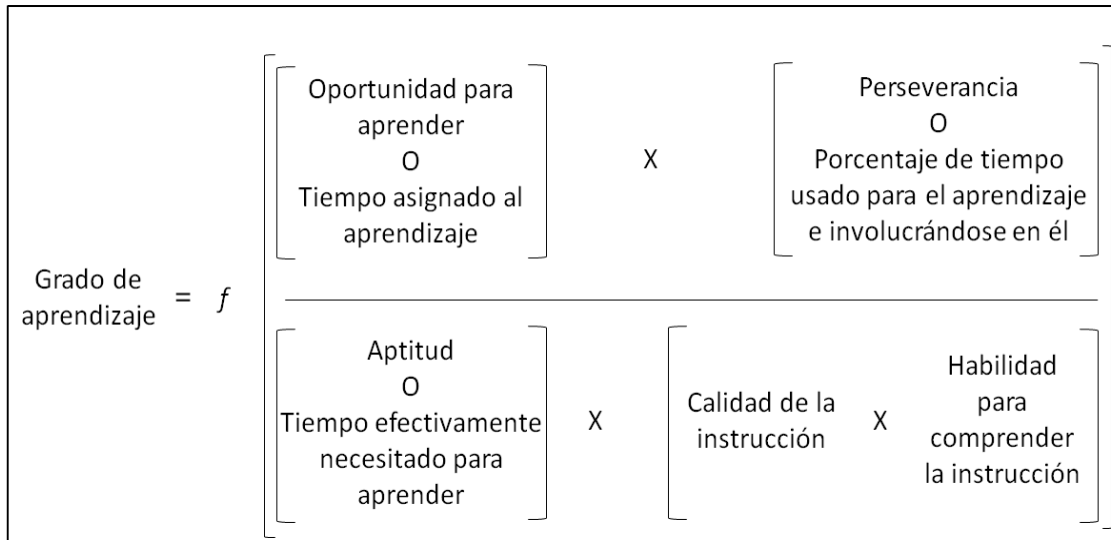 Oportunidad para
aprender
O
Tiempo asignado al
aprendizaje
X
Perseverancia
O
Porcentaje de tiempo
usado para el aprendizaje
e involucrándose en él
Grado de
aprendizaje
= f
Aptitud
O
Tiempo efectivamente
necesitado para
aprender
X
Calidad de la
instrucción
X
Habilidad
para
comprender
la instrucción